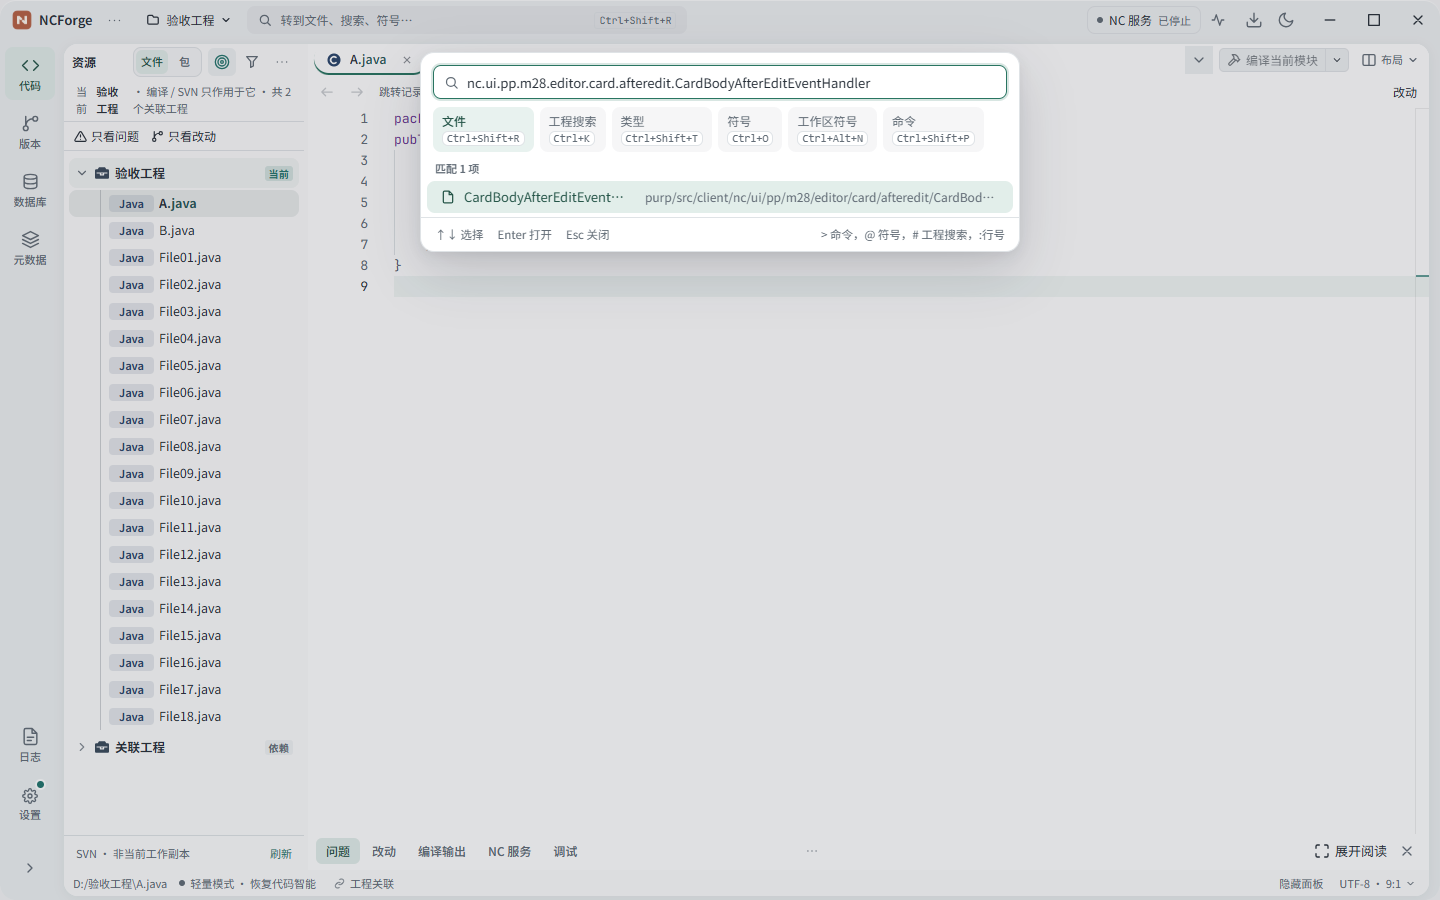 NCForge ··· 验收工程 转到文件、搜索、符号··· Ctrl+Shift+R NC 服务 已停止
代码
版本
数据库
元数据
日志
设置
资源 文件 包 ···
当前 验收工程 · 编译 / SVN 只作用于它 · 共 2 个关联工程
只看问题 只看改动
验收工程 当前
Java A.java
Java B.java
Java File01.java
Java File02.java
Java File03.java
Java File04.java
Java File05.java
Java File06.java
Java File07.java
Java File08.java
Java File09.java
Java File10.java
Java File11.java
Java File12.java
Java File13.java
Java File14.java
Java File15.java
Java File16.java
Java File17.java
Java File18.java
关联工程 依赖
SVN · 非当前工作副本 刷新
C A.java × 编译当前模块 布局
跳转记录 改动
1 pac
2 publ
3
4
5
6
7
8 }
9
nc.ui.pp.m28.editor.card.afteredit.CardBodyAfterEditEventHandler
文件 工程搜索 类型 符号 工作区符号 命令
Ctrl+Shift+R Ctrl+K Ctrl+Shift+T Ctrl+O Ctrl+Alt+N Ctrl+Shift+P
匹配 1 项
CardBodyAfterEditEvent··· purp/src/client/nc/ui/pp/m28/editor/card/afteredit/CardBod···
↑↓ 选择 Enter 打开 Esc 关闭 > 命令，@ 符号，# 工程搜索，:行号
问题 改动 编译输出 NC 服务 调试 ··· 展开阅读
D:/验收工程\A.java 轻量模式 · 恢复代码智能 工程关联 隐藏面板 UTF-8 · 9:1